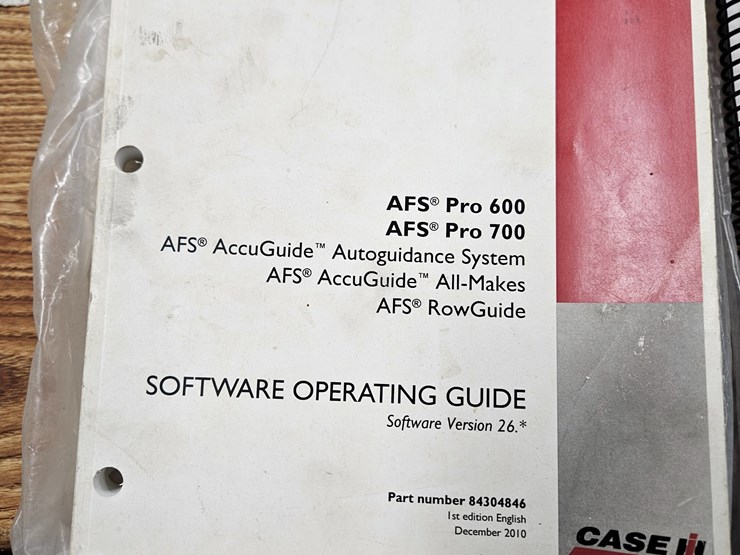 AFS® Pro 600
AFS® Pro 700
AFS® AccuGuide™ Autoguidance System
AFS® AccuGuide™ All-Makes
AFS® RowGuide
SOFTWARE OPERATING GUIDE
Software Version 26.*
Part number 84304846
1st edition English
December 2010
CASE IH